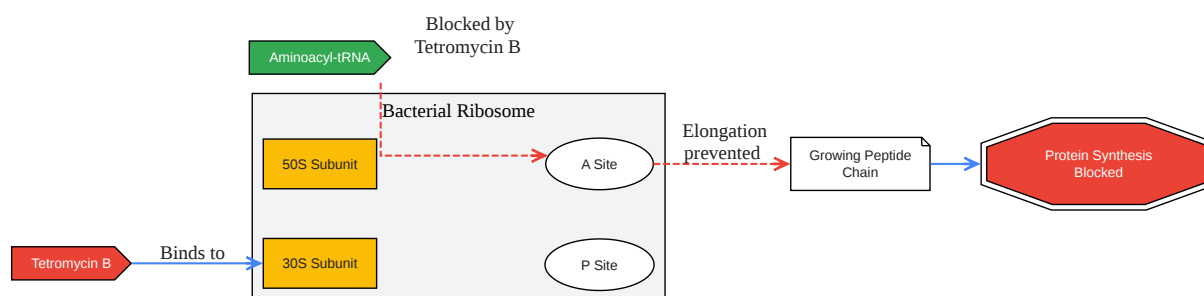 Blocked by
Tetromycin B
Aminoacyl-tRNA
Bacterial Ribosome
50S Subunit
A Site
Elongation
prevented
Growing Peptide
Chain
Protein Synthesis
Blocked
Tetromycin B
Binds to
30S Subunit
P Site